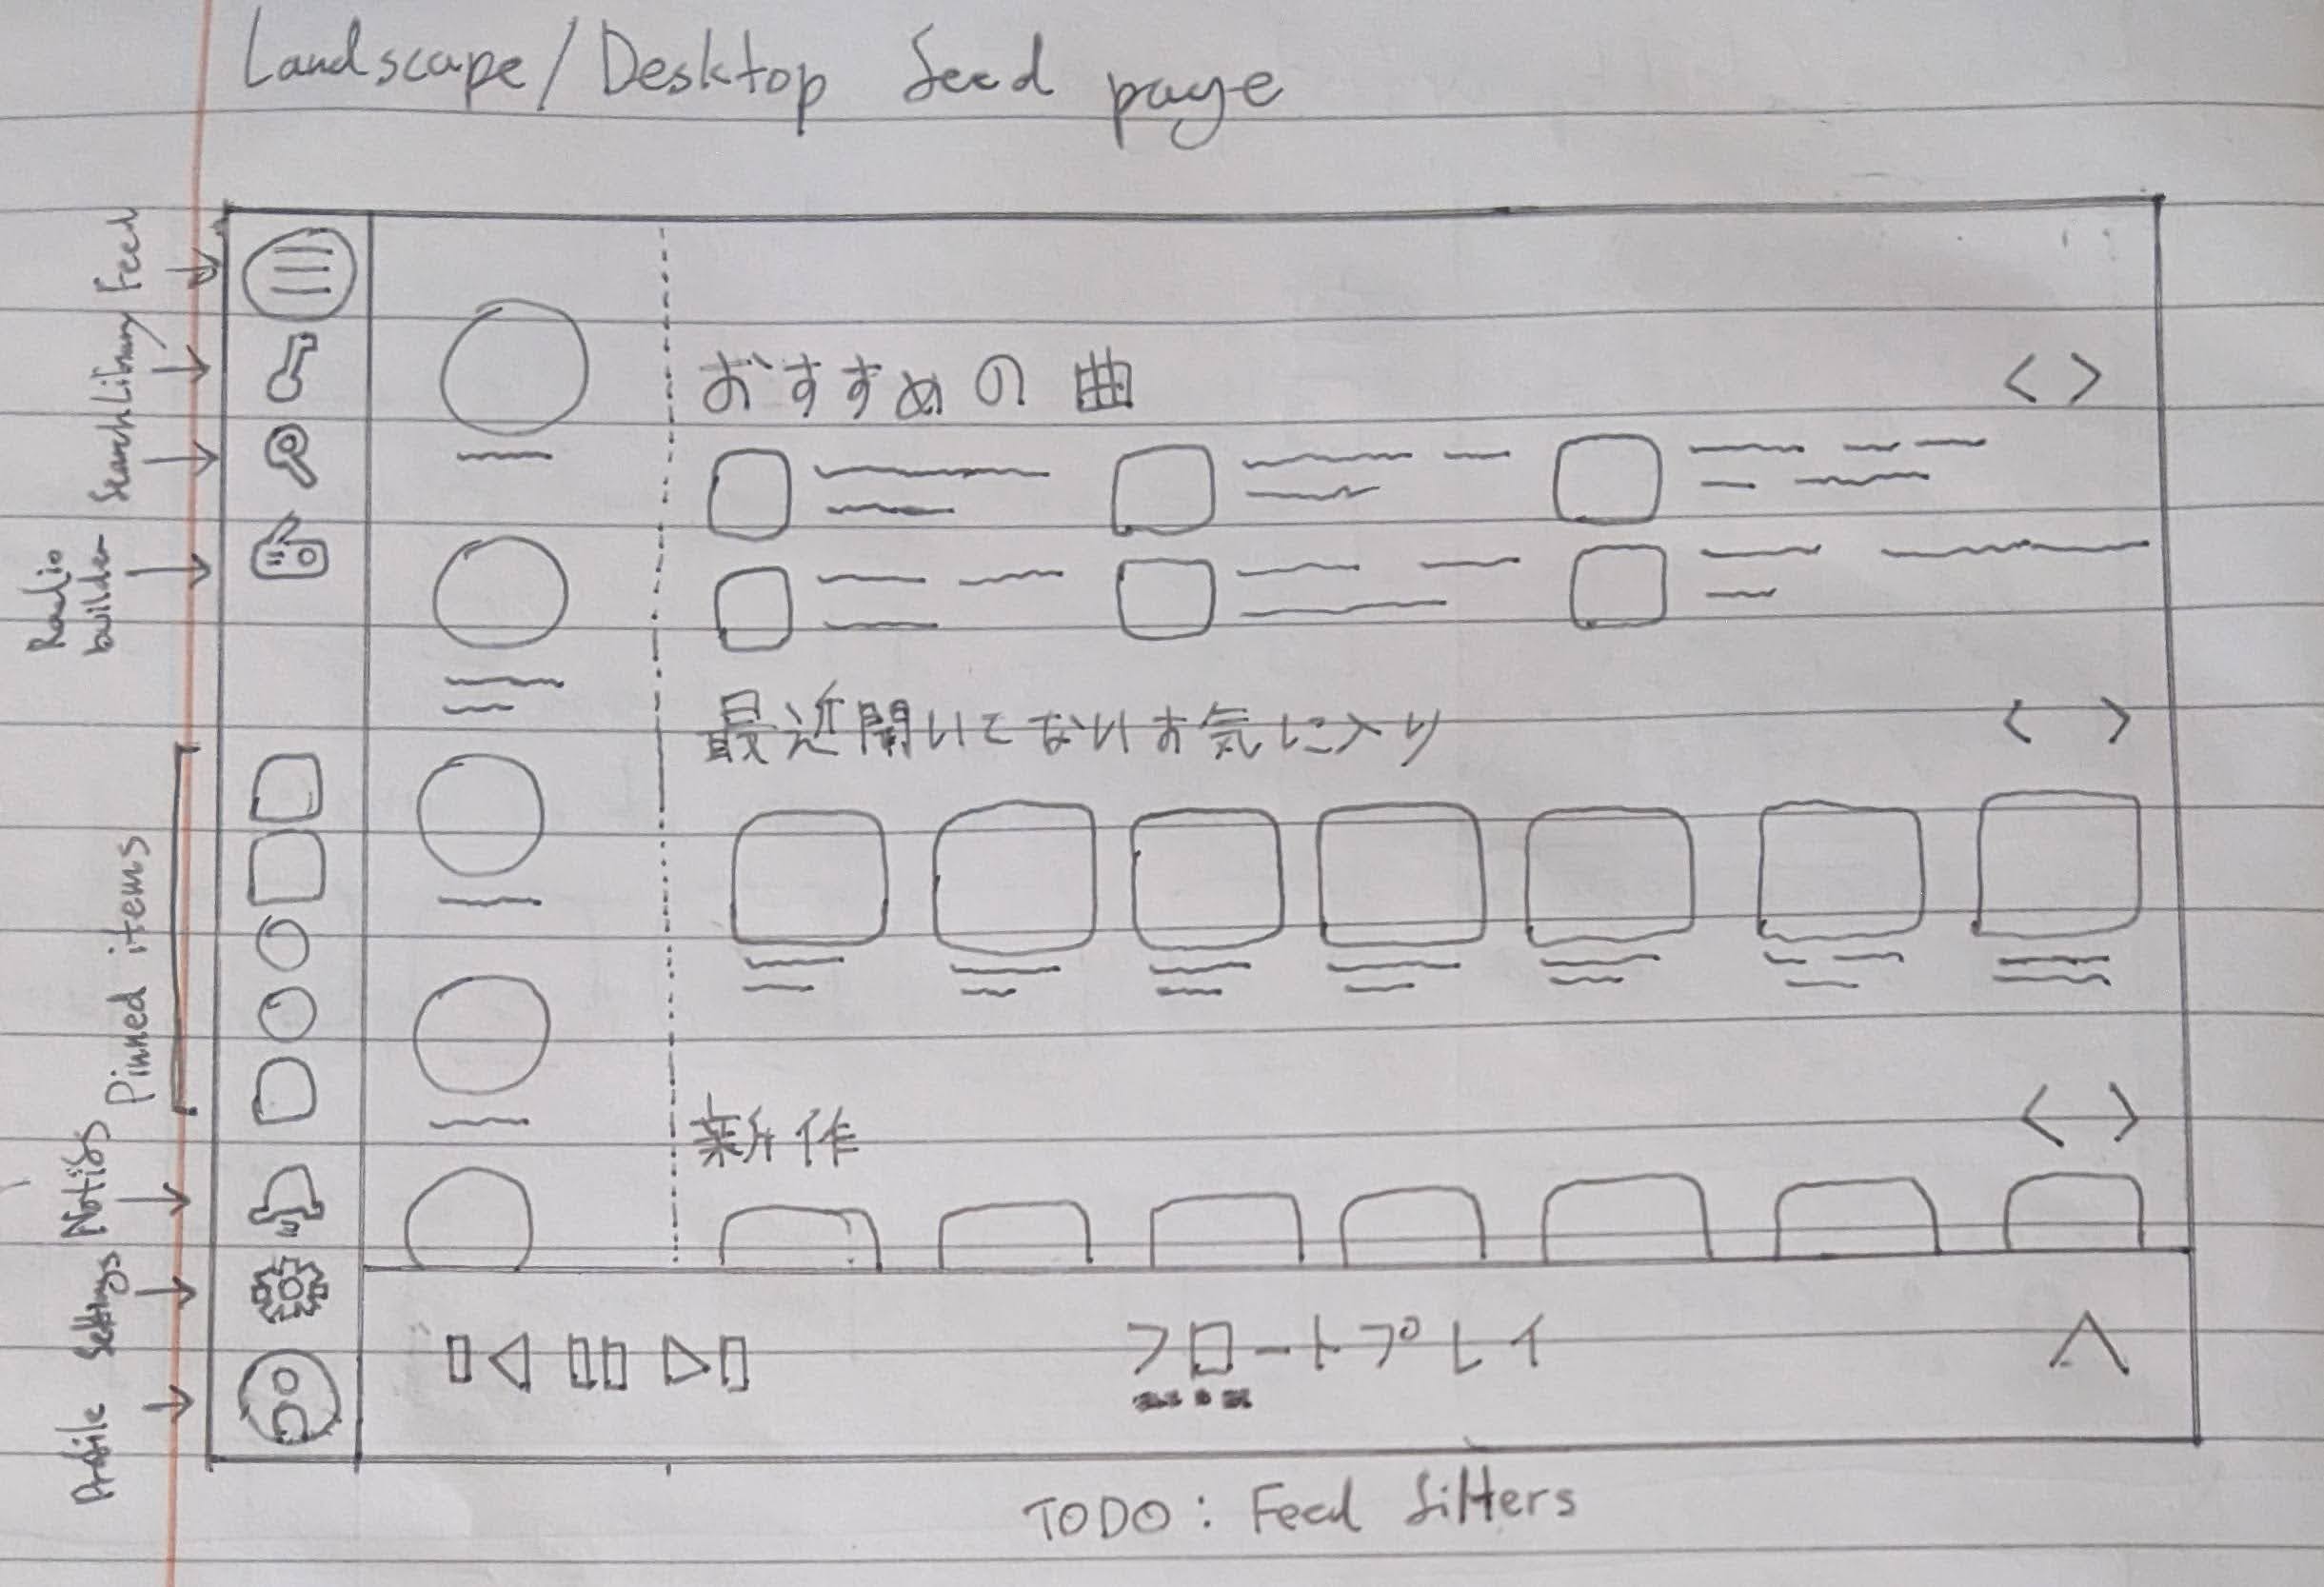 Landscape/Desktop feed page
Feed
Library
Search
Radio
builder
Pinned items
Notifs
Settings
Profile
おすすめの曲
< >
最近開いてないお気に入り
< >
新作
< >
フロートプレイ
TODO: Feed filters